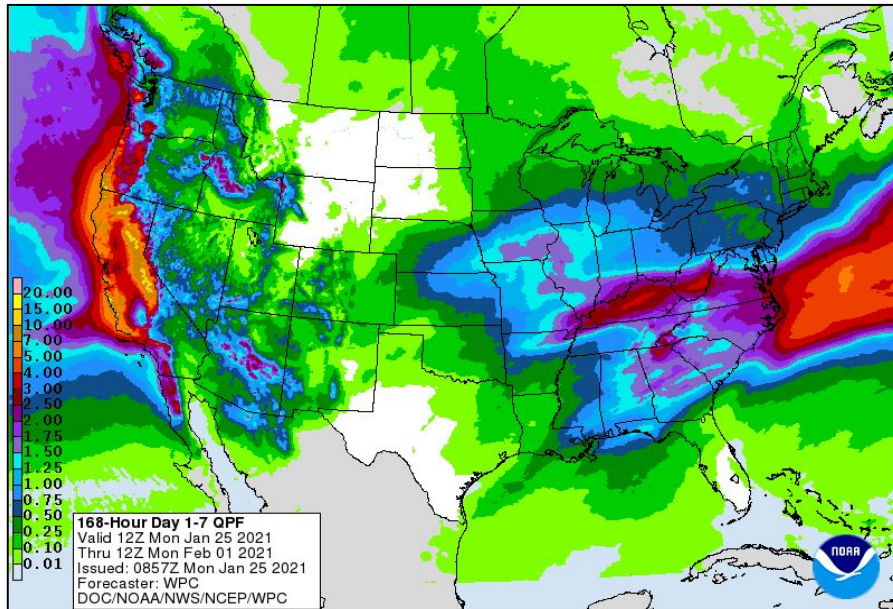 20.00
15.00
10.00
7.00
5.00
4.00
3.00
2.50
2.00
1.75
1.50
1.25
1.00
0.75
0.50
0.25
0.10
0.01
168-Hour Day 1-7 QPF
Valid 12Z Mon Jan 25 2021
Thru 12Z Mon Feb 01 2021
Issued: 0857Z Mon Jan 25 2021
Forecaster: WPC
DOC/NOAA/NWS/NCEP/WPC
NOAA